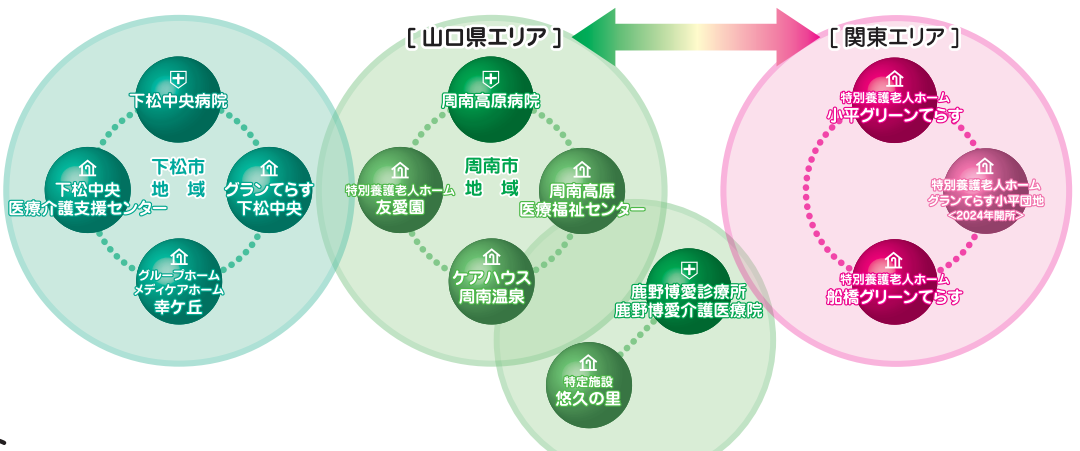 [ 山口県エリア ]
[ 関東エリア ]
下松中央病院
下松市
地 域
下松中央
医療介護支援センター
グランてらす
下松中央
グループホーム
メディケアホーム
幸ケ丘
周南高原病院
周南市
地 域
特別養護老人ホーム
友愛園
周南高原
医療福祉センター
ケアハウス
周南温泉
鹿野博愛診療所
鹿野博愛介護医療院
特定施設
悠久の里
特別養護老人ホーム
小平グリーンてらす
特別養護老人ホーム
グランてらす小平団地
<2024年開所>
特別養護老人ホーム
船橋グリーンてらす